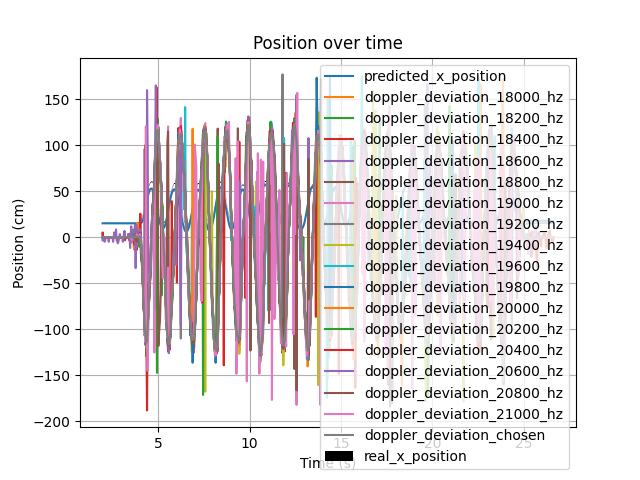 Position over time
Position (cm)
150
100
50
0
−50
−100
−150
−200
5
10
15
20
25
Time (s)
predicted_x_position
doppler_deviation_18000_hz
doppler_deviation_18200_hz
doppler_deviation_18400_hz
doppler_deviation_18600_hz
doppler_deviation_18800_hz
doppler_deviation_19000_hz
doppler_deviation_19200_hz
doppler_deviation_19400_hz
doppler_deviation_19600_hz
doppler_deviation_19800_hz
doppler_deviation_20000_hz
doppler_deviation_20200_hz
doppler_deviation_20400_hz
doppler_deviation_20600_hz
doppler_deviation_20800_hz
doppler_deviation_21000_hz
doppler_deviation_chosen
real_x_position